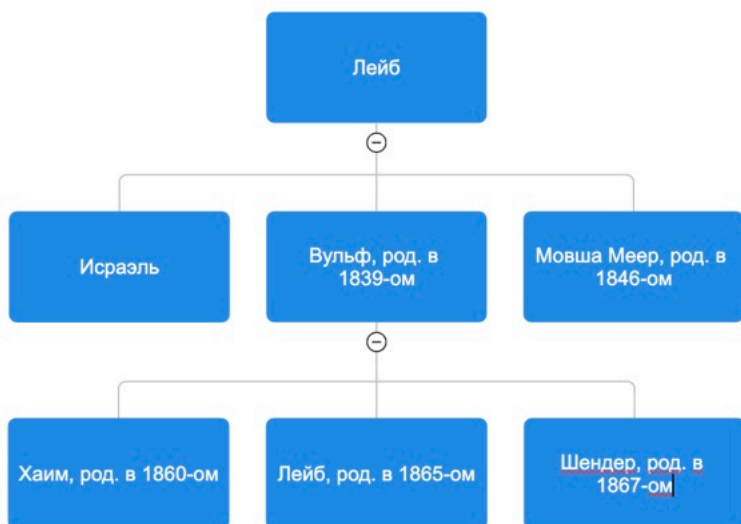 Лейб
Исраэль
Вульф, род. в
1839-ом
Мовша Меер, род. в
1846-ом
Хаим, род. в 1860-ом
Лейб, род. в 1865-ом
Шендер, род. в
1867-ом